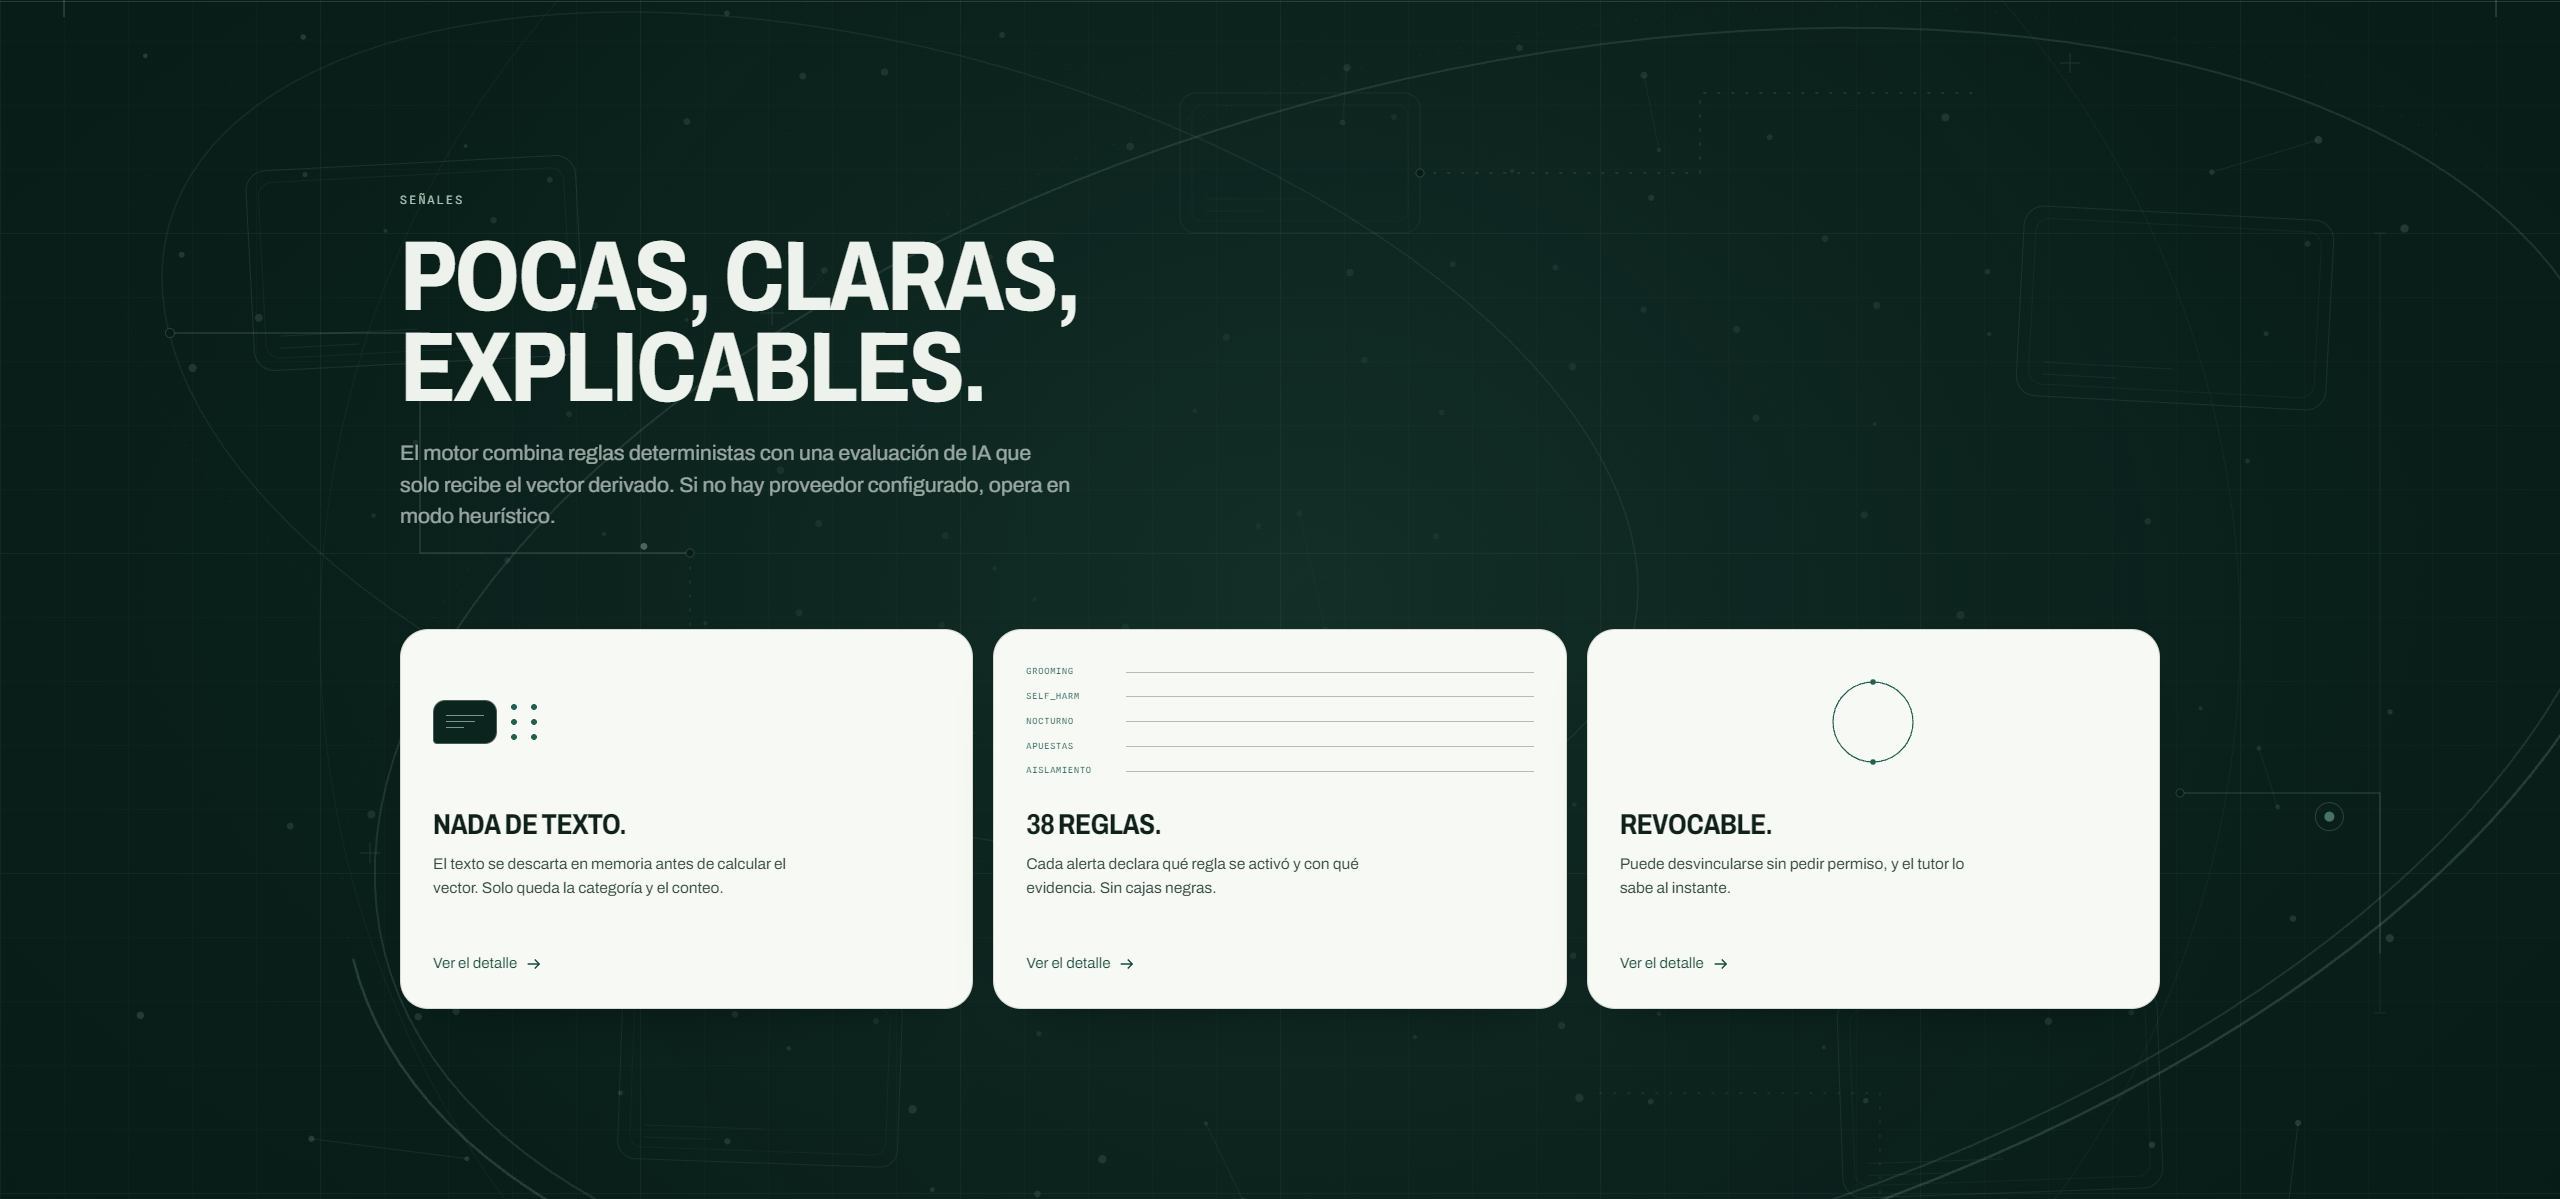 SEÑALES
POCAS, CLARAS,
EXPLICABLES.
El motor combina reglas deterministas con una evaluación de IA que
solo recibe el vector derivado. Si no hay proveedor configurado, opera en
modo heurístico.
NADA DE TEXTO.
El texto se descarta en memoria antes de calcular el
vector. Solo queda la categoría y el conteo.
Ver el detalle →
GROOMING
SELF_HARM
NOCTURNO
APUESTAS
AISLAMIENTO
38 REGLAS.
Cada alerta declara qué regla se activó y con qué
evidencia. Sin cajas negras.
Ver el detalle →
REVOCABLE.
Puede desvincularse sin pedir permiso, y el tutor lo
sabe al instante.
Ver el detalle →